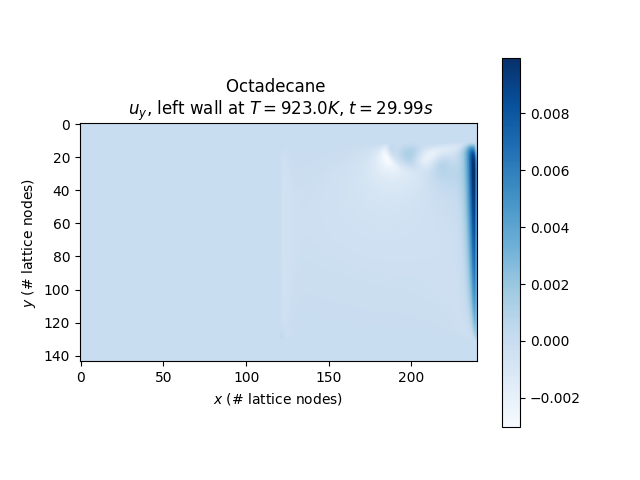 Octadecane
u_y, left wall at T = 923.0K, t = 29.99s
0
20
40
60
80
100
120
140
y (# lattice nodes)
0 50 100 150 200
x (# lattice nodes)
0.008
0.006
0.004
0.002
0.000
−0.002